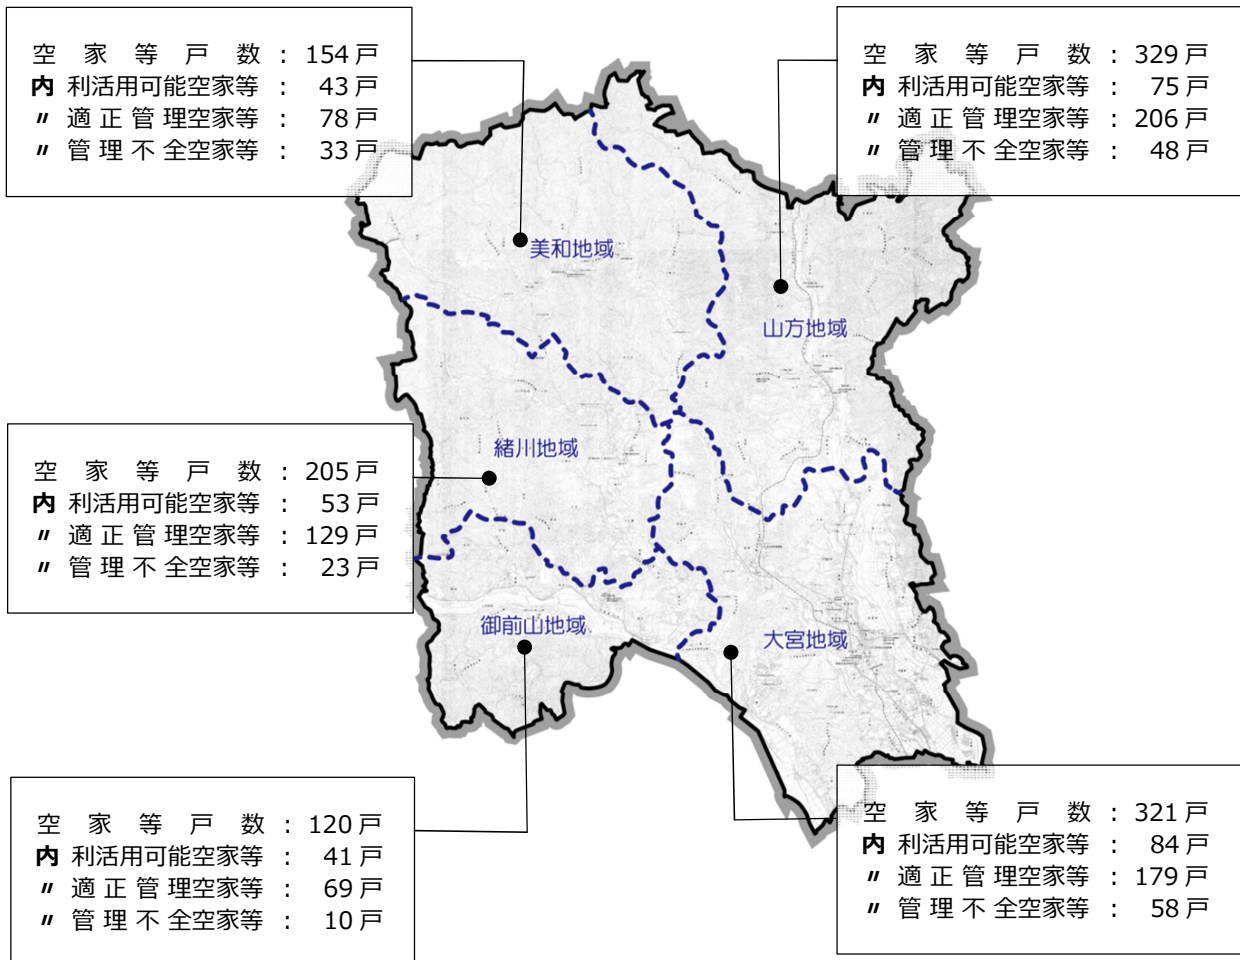 空家等戸数：154戸
内 利活用可能空家等：43戸
〃 適正管理空家等：78戸
〃 管理不全空家等：33戸
空家等戸数：329戸
内 利活用可能空家等：75戸
〃 適正管理空家等：206戸
〃 管理不全空家等：48戸
美和地域
山方地域
緒川地域
空家等戸数：205戸
内 利活用可能空家等：53戸
〃 適正管理空家等：129戸
〃 管理不全空家等：23戸
御前山地域
大宮地域
空家等戸数：120戸
内 利活用可能空家等：41戸
〃 適正管理空家等：69戸
〃 管理不全空家等：10戸
空家等戸数：321戸
内 利活用可能空家等：84戸
〃 適正管理空家等：179戸
〃 管理不全空家等：58戸